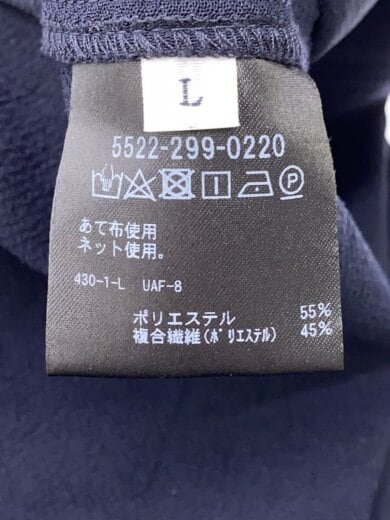 L
5522-299-0220
あて布使用
ネット使用。
430-1-L UAF-8
ポリエステル 55%
複合繊維(ポリエステル) 45%